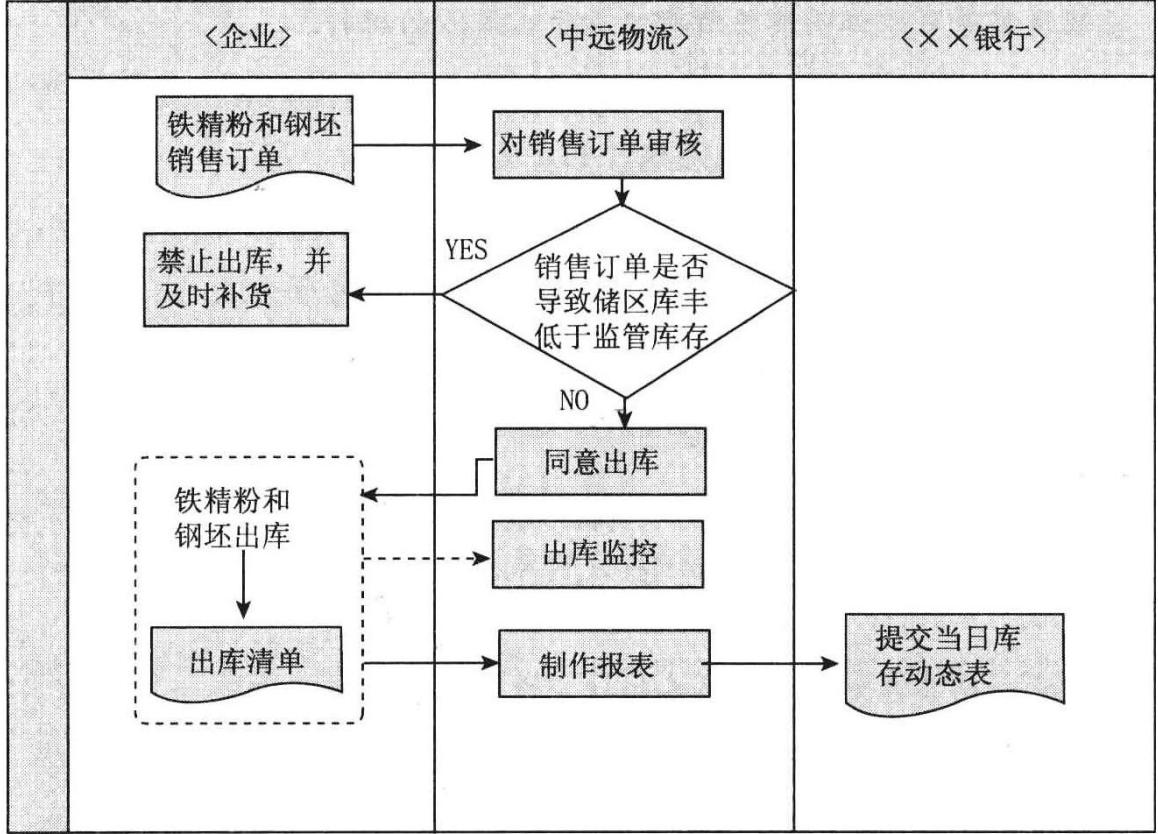 <企业>
<中远物流>
<××银行>
铁精粉和钢坯
销售订单
对销售订单审核
YES
禁止出库，并
及时补货
销售订单是否
导致储区库丰
低于监管库存
NO
同意出库
铁精粉和
钢坯出库
出库监控
出库清单
制作报表
提交当日库
存动态表